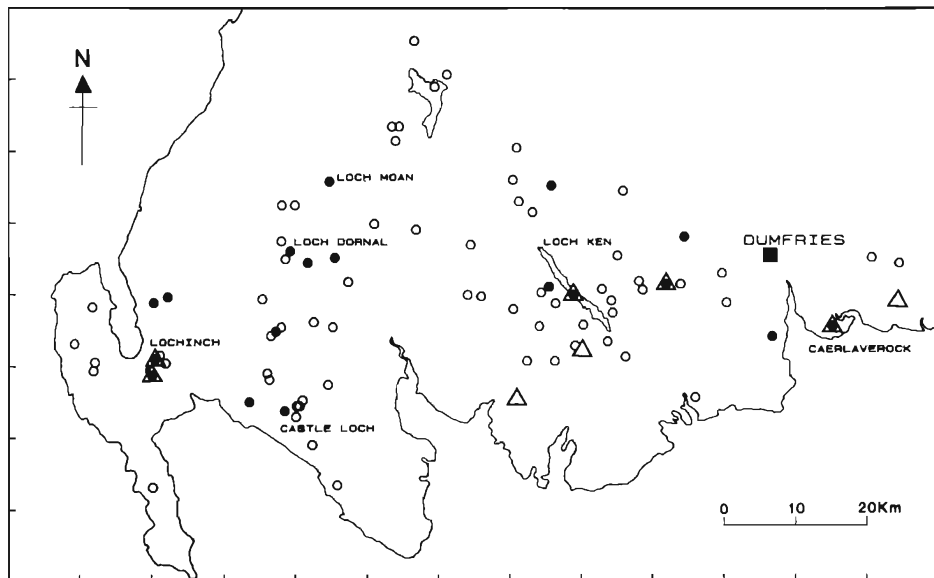 N
LOCH MOAN
LOCH DORNAL
LOCH KEN
DUMFRIES
LOCHINCH
CAERLAVEROCK
CASTLE LOCH
0 10 20Km